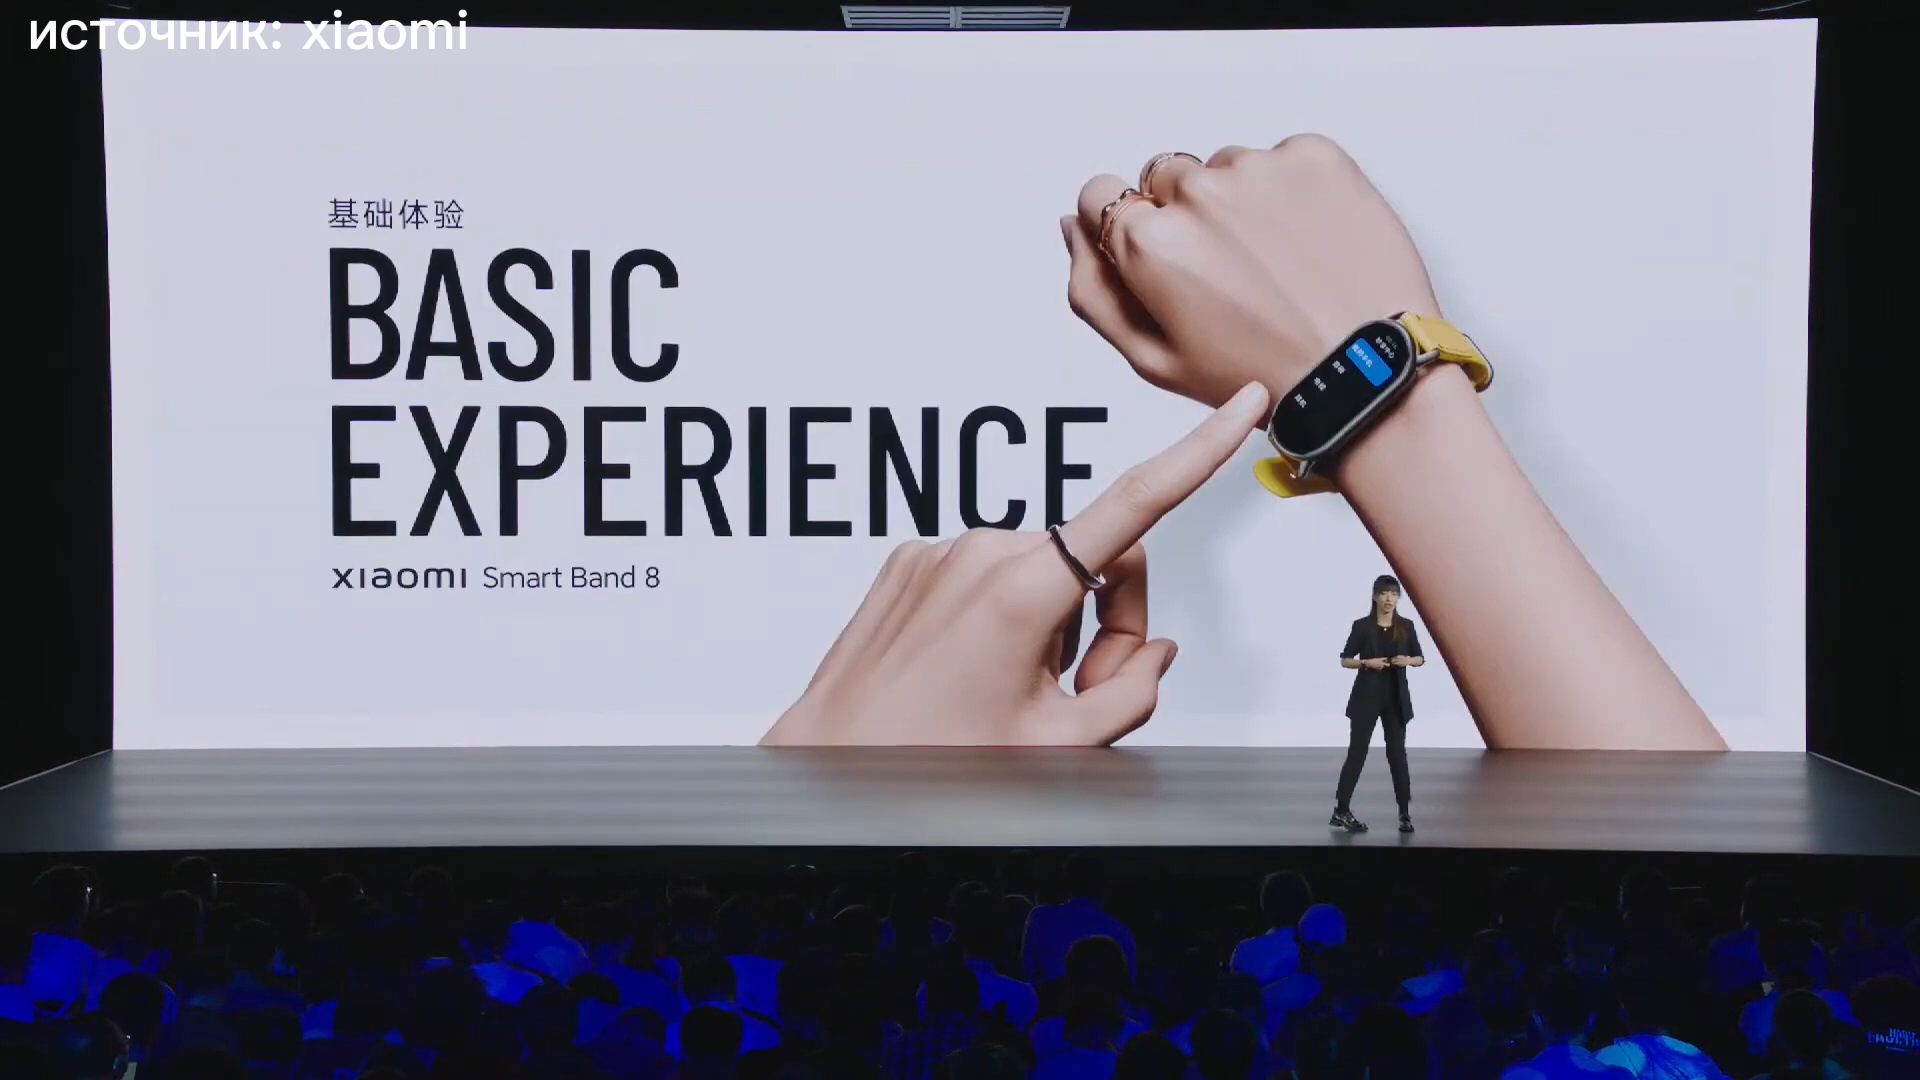 источник: xiaomi
基础体验
BASIC
EXPERIENCE
xiaomi Smart Band 8